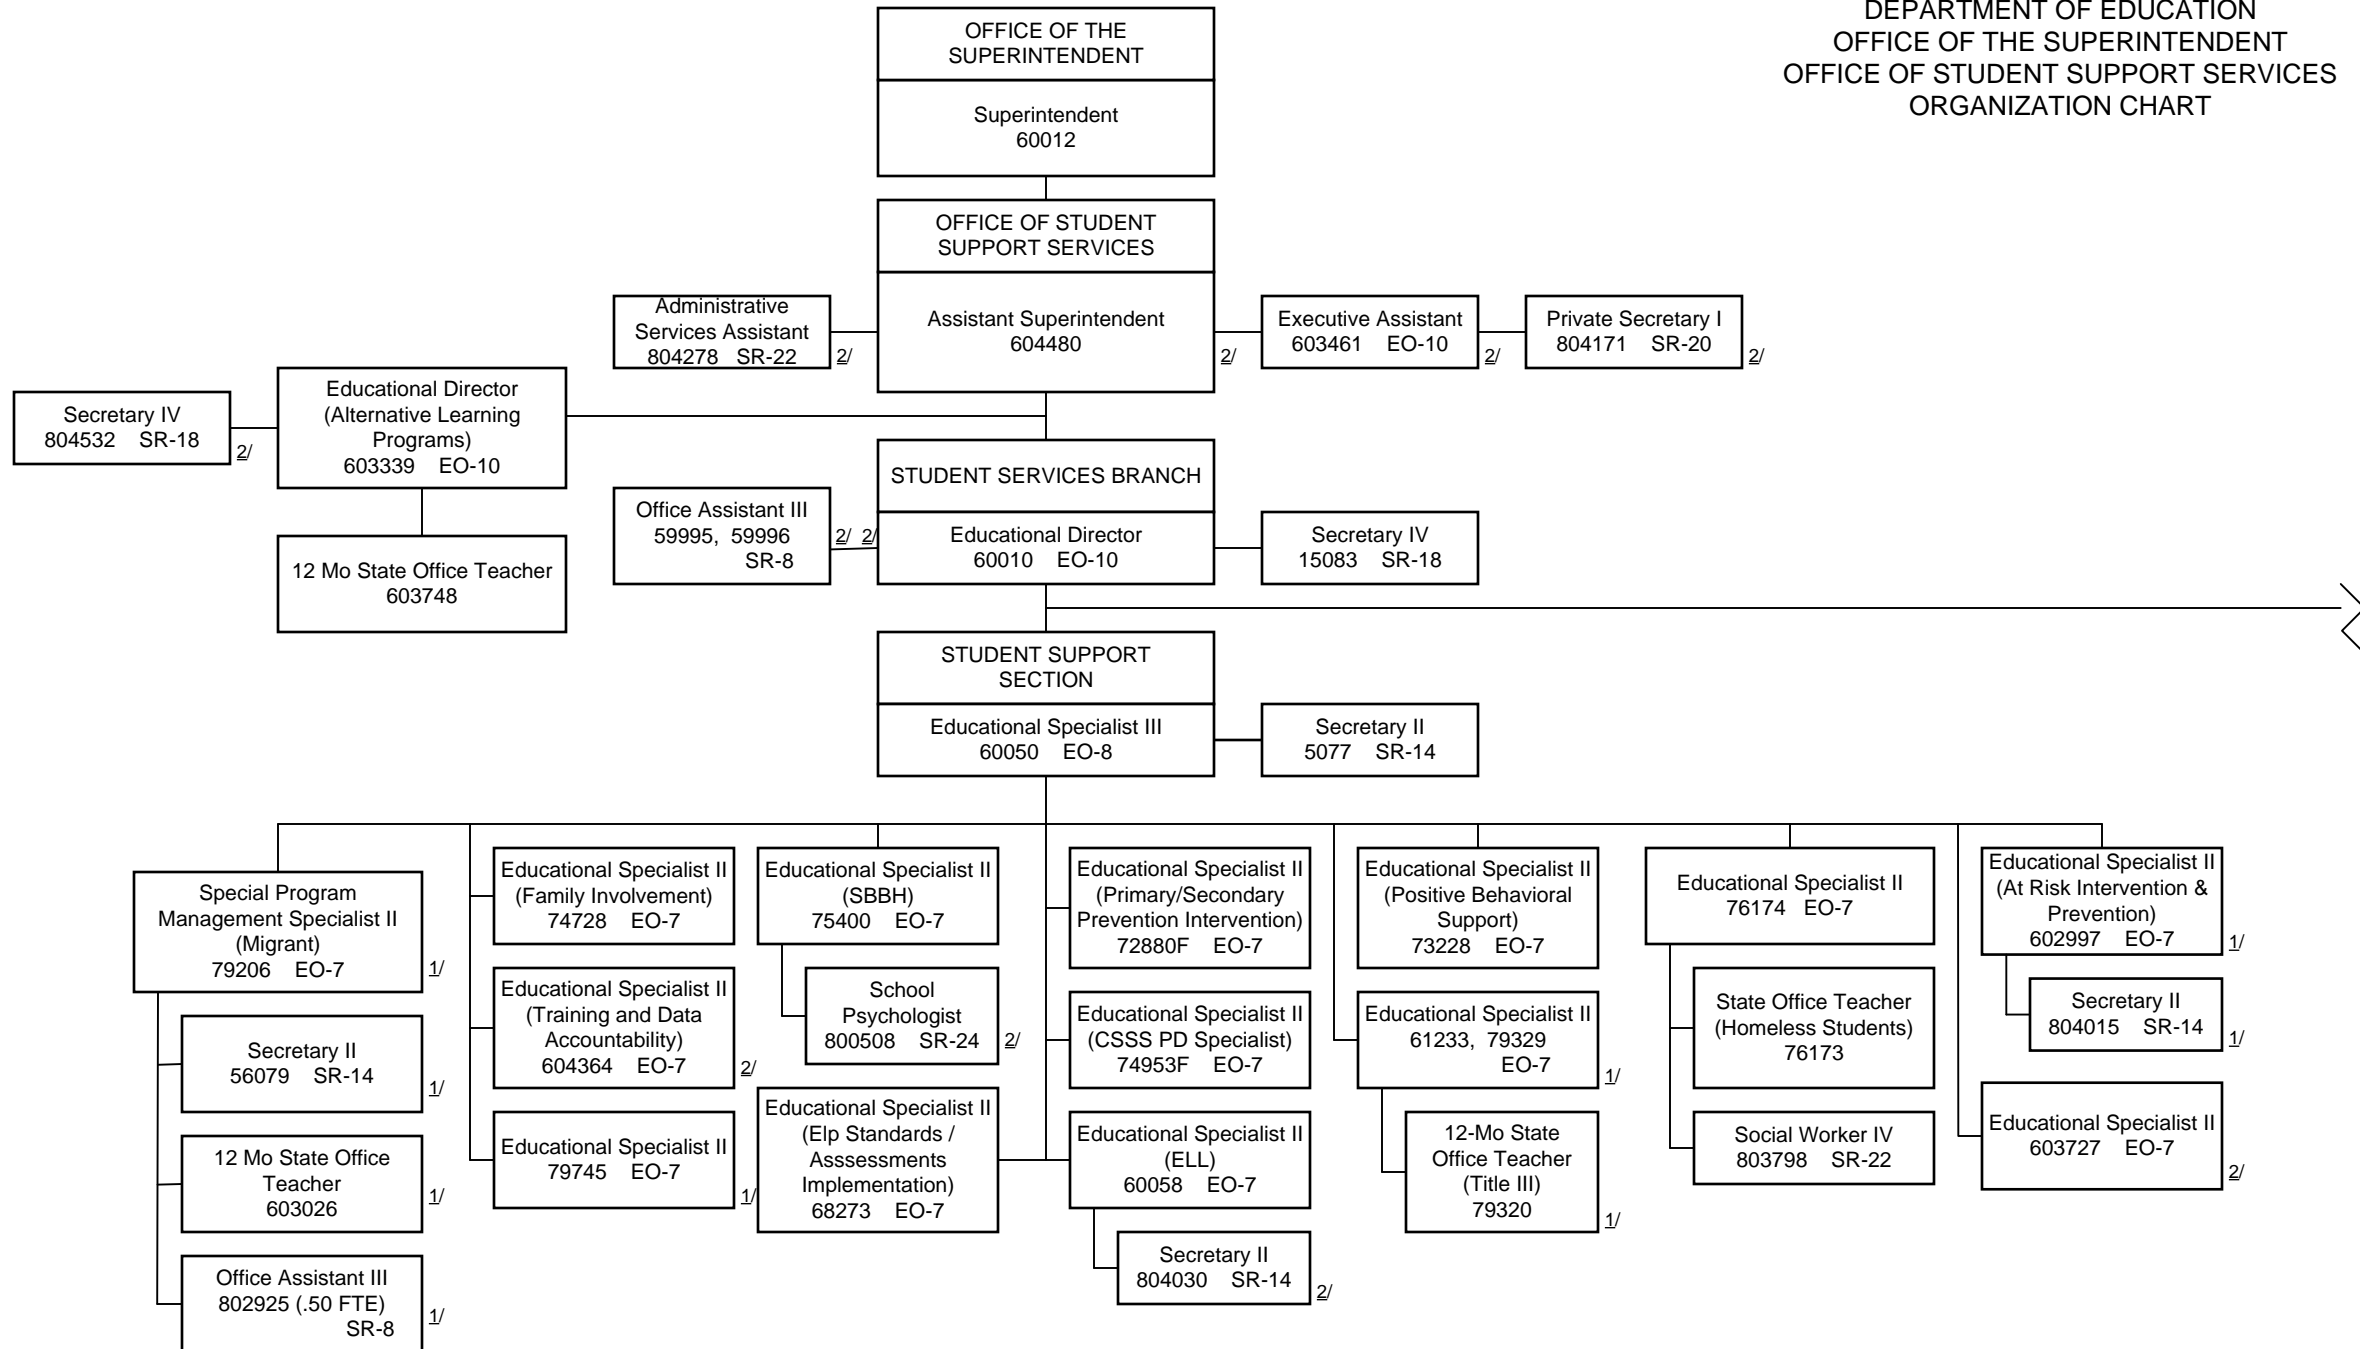 DEPARTMENT OF EDUCATION
OFFICE OF THE SUPERINTENDENT
OFFICE OF STUDENT SUPPORT SERVICES
ORGANIZATION CHART
OFFICE OF THE
SUPERINTENDENT
Superintendent
60012
OFFICE OF STUDENT
SUPPORT SERVICES
Assistant Superintendent
604480
2/
Administrative
Services Assistant
804278 SR-22
2/
Executive Assistant
603461 EO-10
2/
Private Secretary I
804171 SR-20
2/
Secretary IV
804532 SR-18
2/
Educational Director
(Alternative Learning
Programs)
603339 EO-10
12 Mo State Office Teacher
603748
STUDENT SERVICES BRANCH
Educational Director
60010 EO-10
Office Assistant III
59995, 59996
SR-8
2/ 2/
Secretary IV
15083 SR-18
STUDENT SUPPORT
SECTION
Educational Specialist III
60050 EO-8
Secretary II
5077 SR-14
Special Program
Management Specialist II
(Migrant)
79206 EO-7
1/
Secretary II
56079 SR-14
1/
12 Mo State Office
Teacher
603026
1/
Office Assistant III
802925 (.50 FTE)
SR-8
1/
Educational Specialist II
(Family Involvement)
74728 EO-7
Educational Specialist II
(Training and Data
Accountability)
604364 EO-7
2/
Educational Specialist II
79745 EO-7
1/
Educational Specialist II
(SBBH)
75400 EO-7
School
Psychologist
800508 SR-24
2/
Educational Specialist II
(Elp Standards /
Asssessments
Implementation)
68273 EO-7
Educational Specialist II
(Primary/Secondary
Prevention Intervention)
72880F EO-7
Educational Specialist II
(CSSS PD Specialist)
74953F EO-7
Educational Specialist II
(ELL)
60058 EO-7
Secretary II
804030 SR-14
2/
Educational Specialist II
(Positive Behavioral
Support)
73228 EO-7
Educational Specialist II
61233, 79329
EO-7
1/
12-Mo State
Office Teacher
(Title III)
79320
1/
Educational Specialist II
76174 EO-7
State Office Teacher
(Homeless Students)
76173
Social Worker IV
803798 SR-22
Educational Specialist II
(At Risk Intervention &
Prevention)
602997 EO-7
1/
Secretary II
804015 SR-14
1/
Educational Specialist II
603727 EO-7
2/